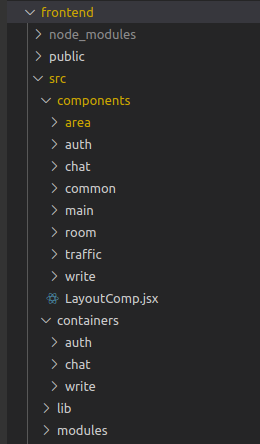 frontend
node_modules
public
src
components
area
auth
chat
common
main
room
traffic
write
LayoutComp.jsx
containers
auth
chat
write
lib
modules